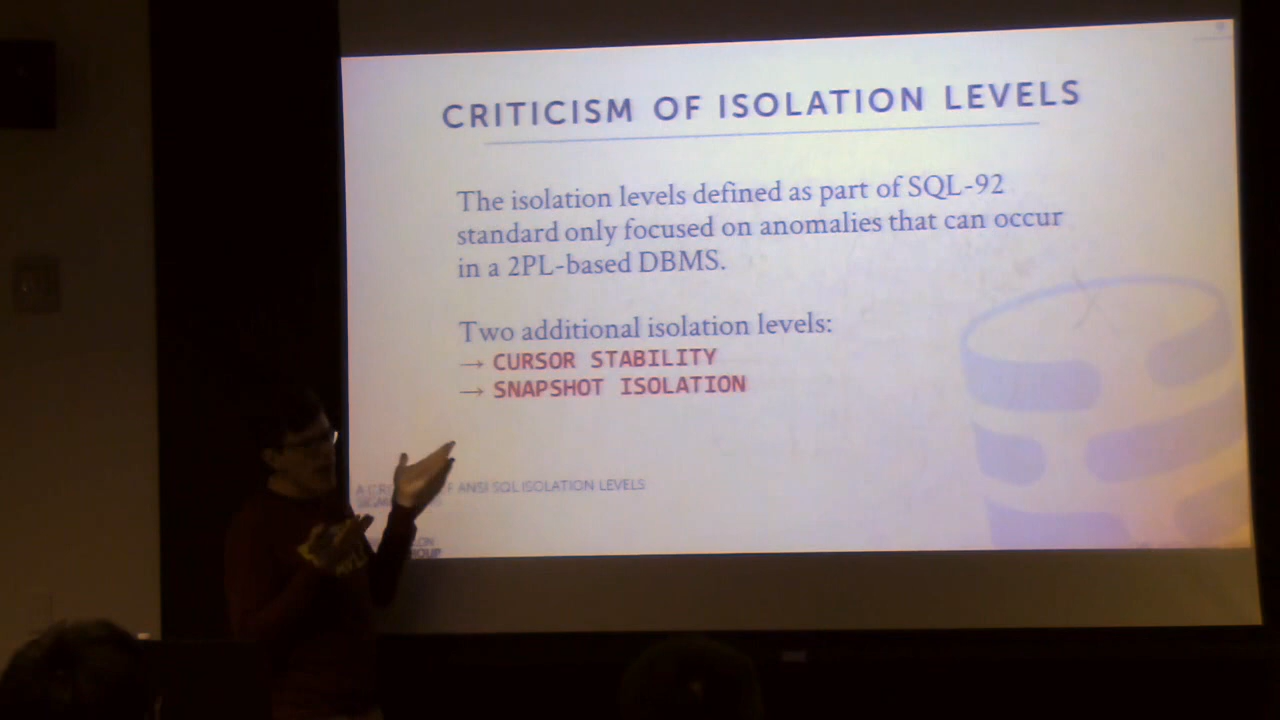 CRITICISM OF ISOLATION LEVELS
The isolation levels defined as part of SQL-92
standard only focused on anomalies that can occur
in a 2PL-based DBMS.
Two additional isolation levels:
→ CURSOR STABILITY
→ SNAPSHOT ISOLATION
A CRI F ANSI SQL ISOLATION LEVELS